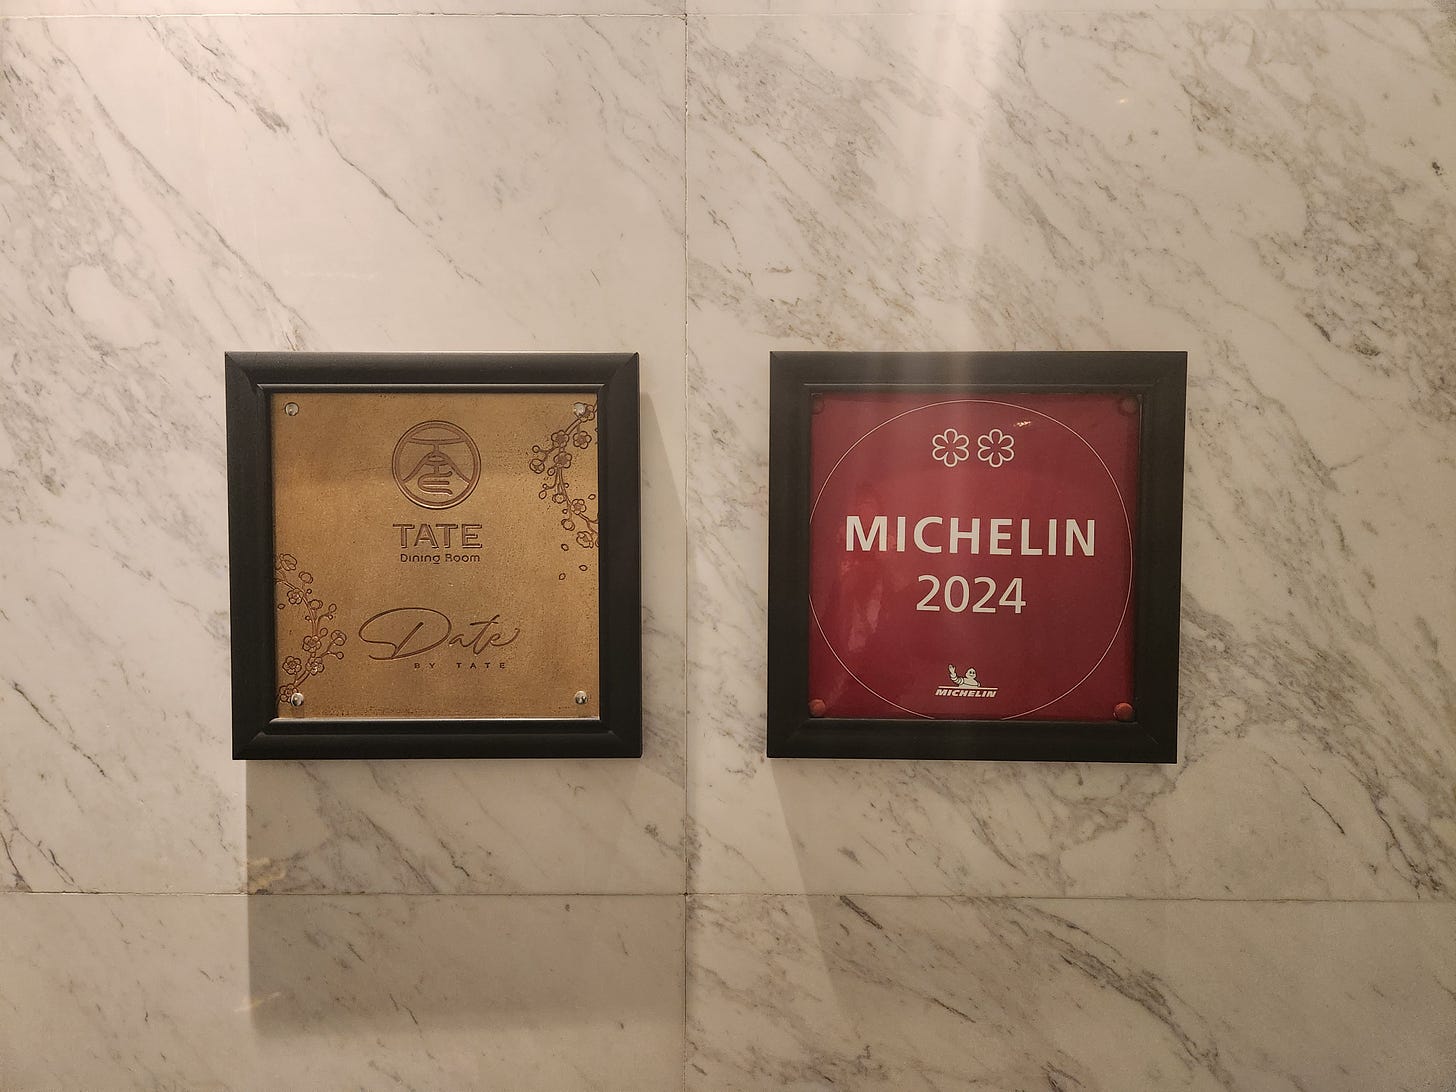 TATE
Dining Room
Date
BY TATE
MICHELIN
2024
MICHELIN